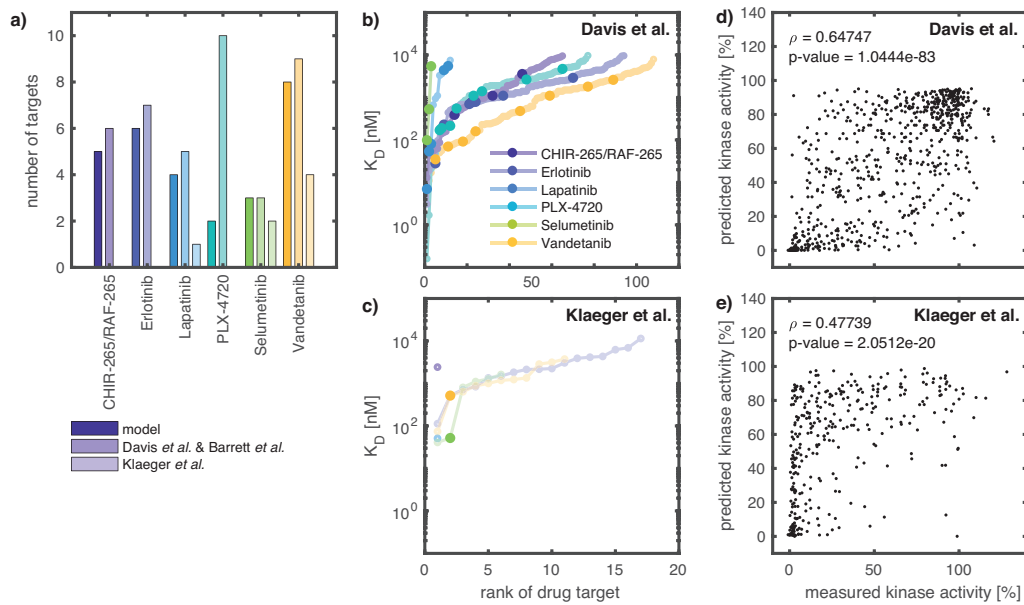 a)
number of targets
10
8
6
4
2
0
CHIR-265/RAF-265
Erlotinib
Lapatinib
PLX-4720
Selumetinib
Vandetanib
model
Davis et al. & Barrett et al.
Klaeger et al.
b)
Davis et al.
K_D [nM]
10^4
10^2
10^0
0
50
100
CHIR-265/RAF-265
Erlotinib
Lapatinib
PLX-4720
Selumetinib
Vandetanib
c)
Klaeger et al.
K_D [nM]
10^4
10^2
10^0
0
5
10
15
20
rank of drug target
d)
Davis et al.
ρ = 0.64747
p-value = 1.0444e-83
predicted kinase activity [%]
140
120
100
80
60
40
20
0
e)
Klaeger et al.
ρ = 0.47739
p-value = 2.0512e-20
predicted kinase activity [%]
140
120
100
80
60
40
20
0
0
50
100
measured kinase activity [%]